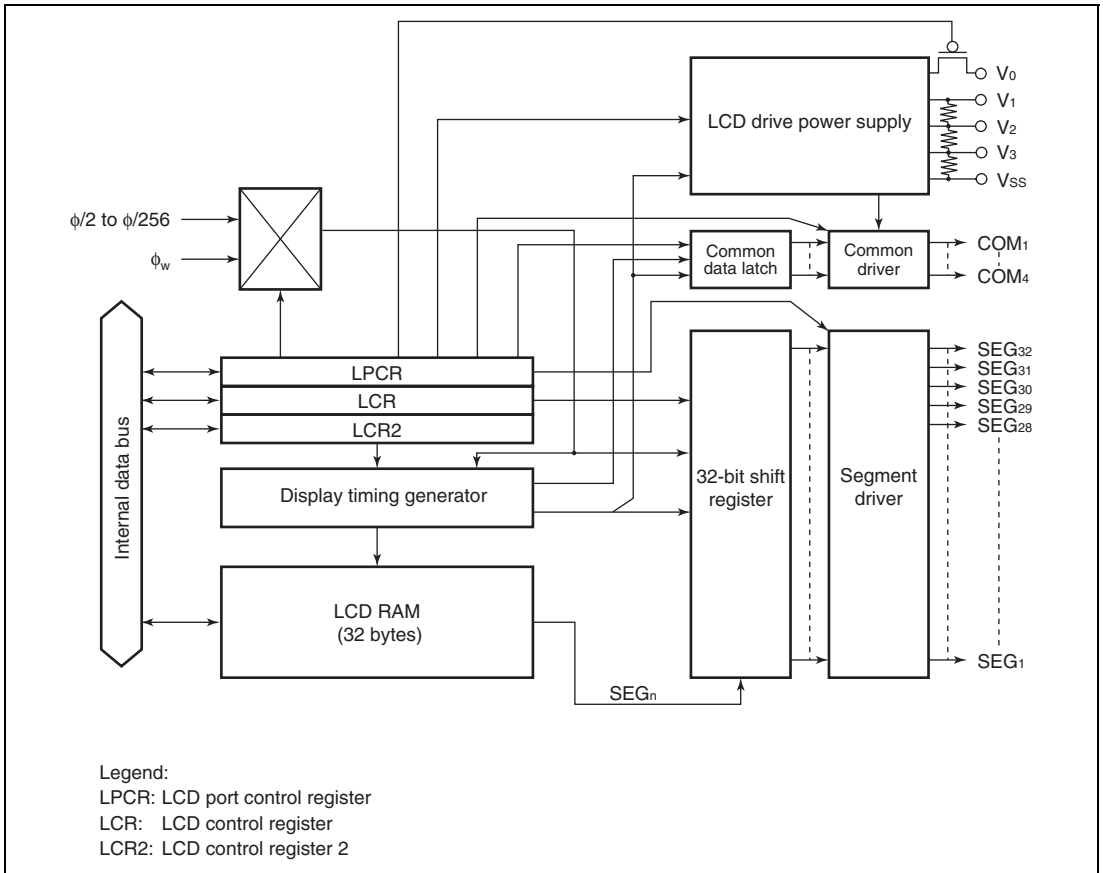 V0
V1
V2
V3
VSS
LCD drive power supply
ϕ/2 to ϕ/256
ϕw
Common
data latch
Common
driver
COM1
COM4
LPCR
LCR
LCR2
Display timing generator
LCD RAM
(32 bytes)
Internal data bus
32-bit shift
register
Segment
driver
SEG32
SEG31
SEG30
SEG29
SEG28
SEG1
SEGn
Legend:
LPCR: LCD port control register
LCR: LCD control register
LCR2: LCD control register 2